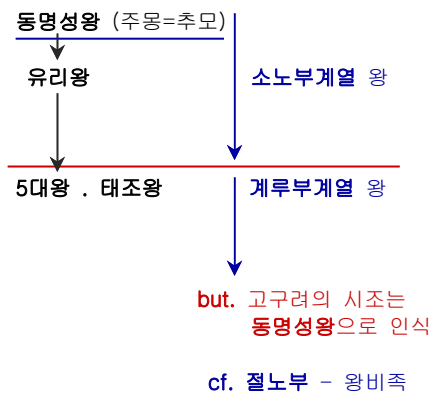 동명성왕 (주몽=추모)
유리왕
소노부계열 왕
5대왕 . 태조왕
계루부계열 왕
but. 고구려의 시조는
동명성왕으로 인식
cf. 절노부 - 왕비족